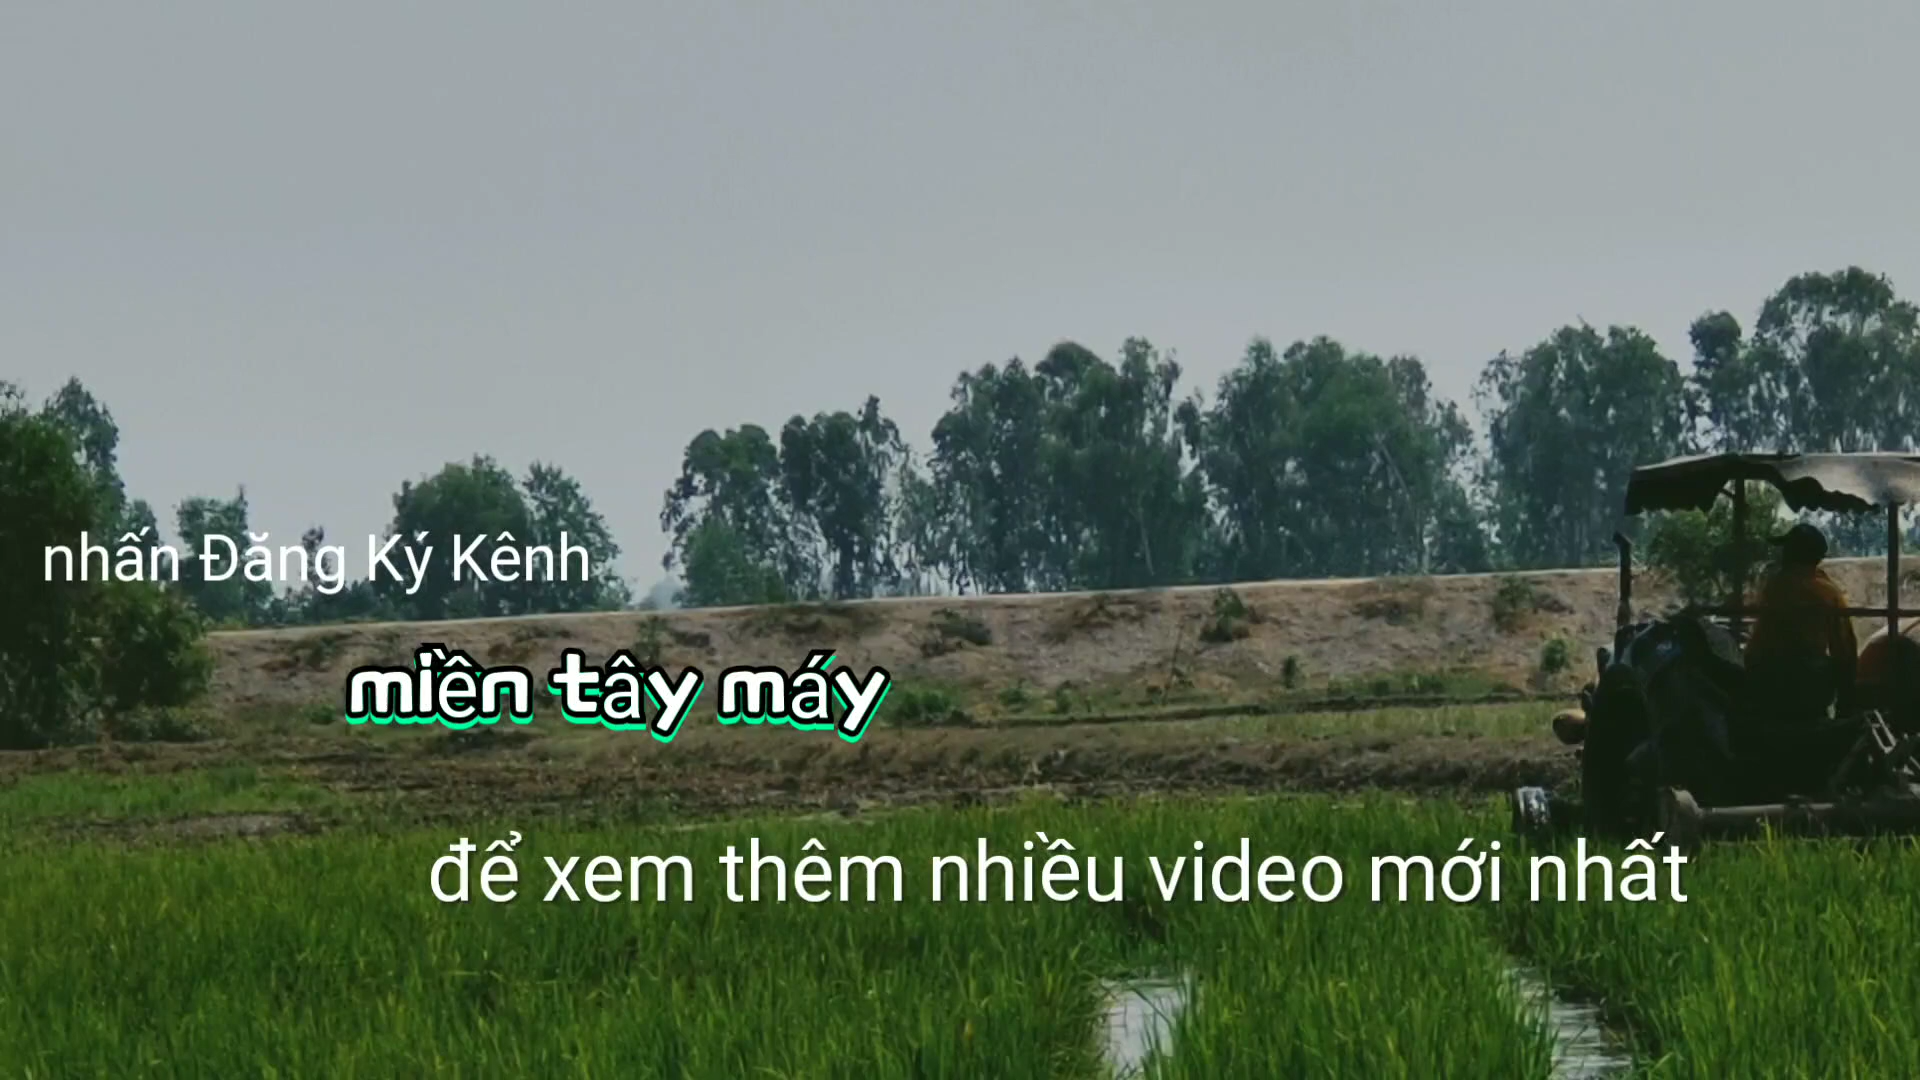 nhấn Đăng Ký Kênh
miền tây máy
để xem thêm nhiều video mới nhất